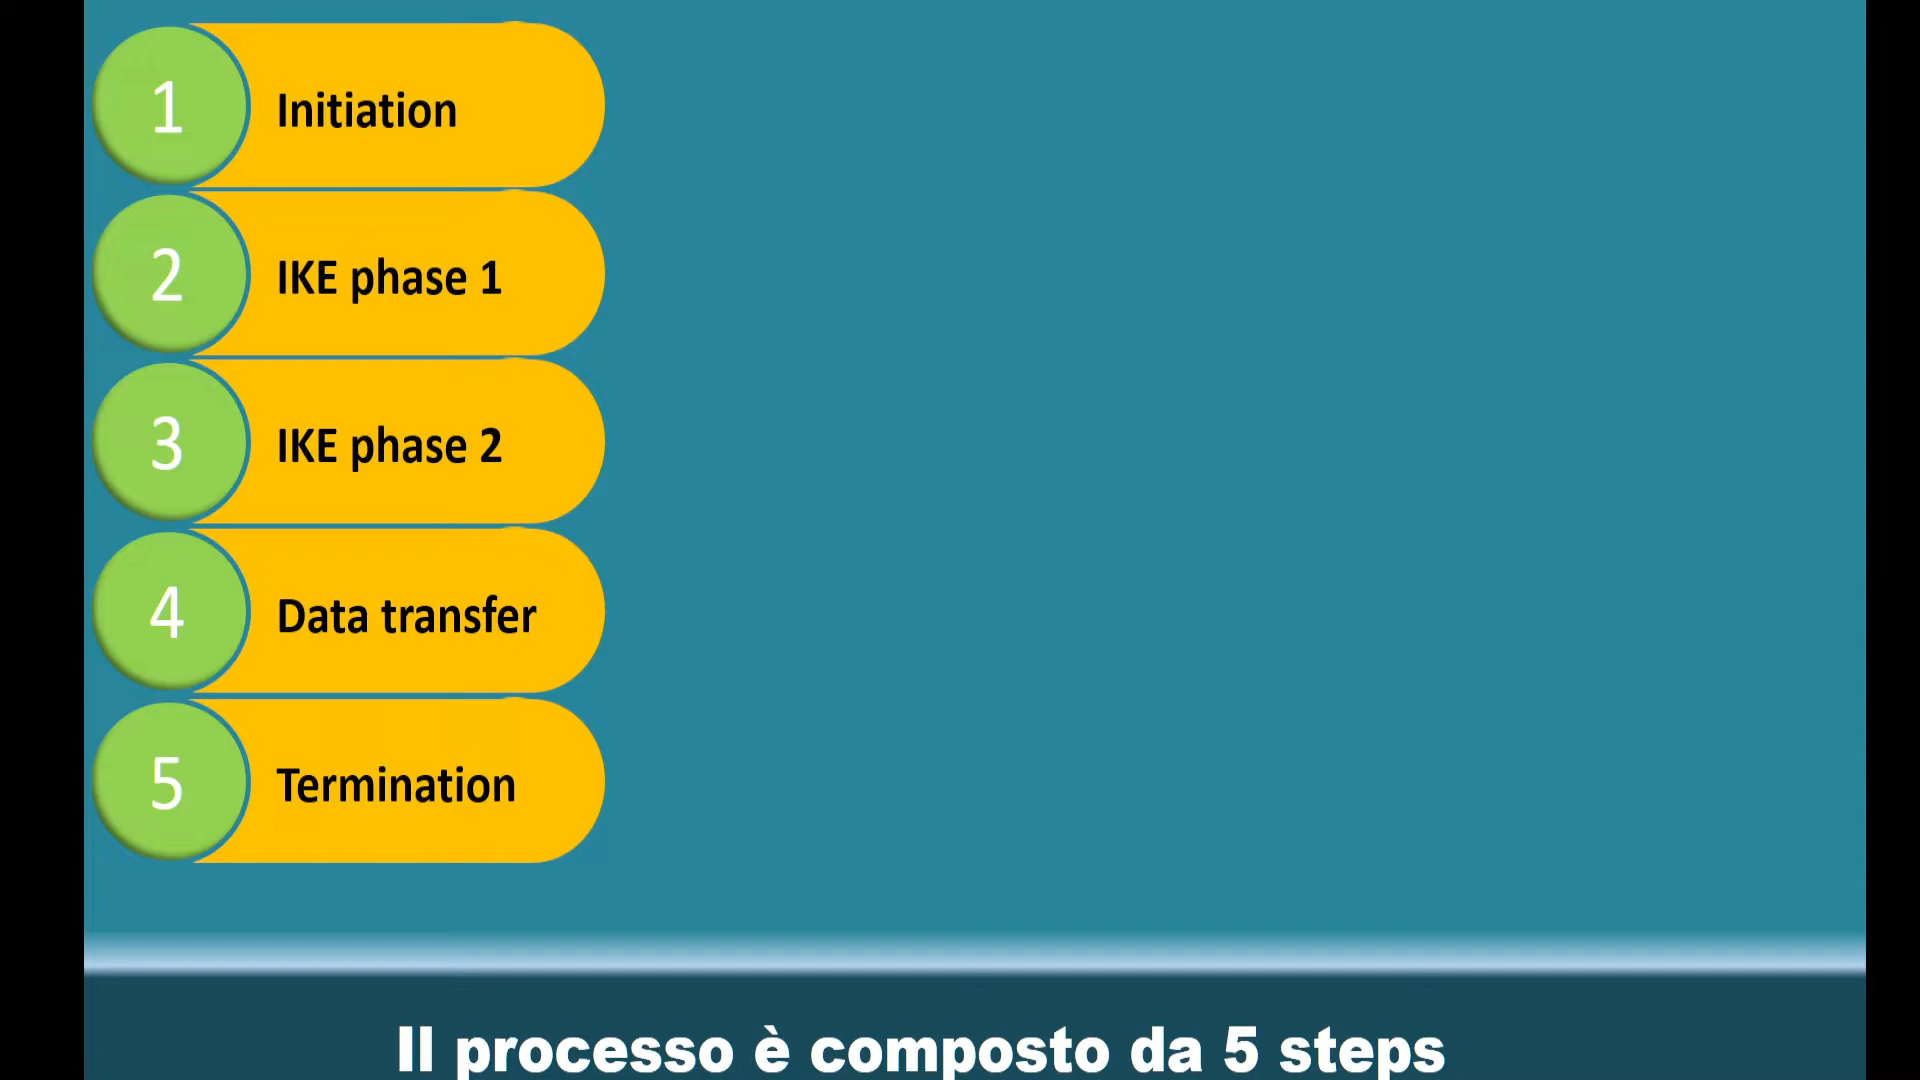 1 Initiation
2 IKE phase 1
3 IKE phase 2
4 Data transfer
5 Termination
Il processo è composto da 5 steps